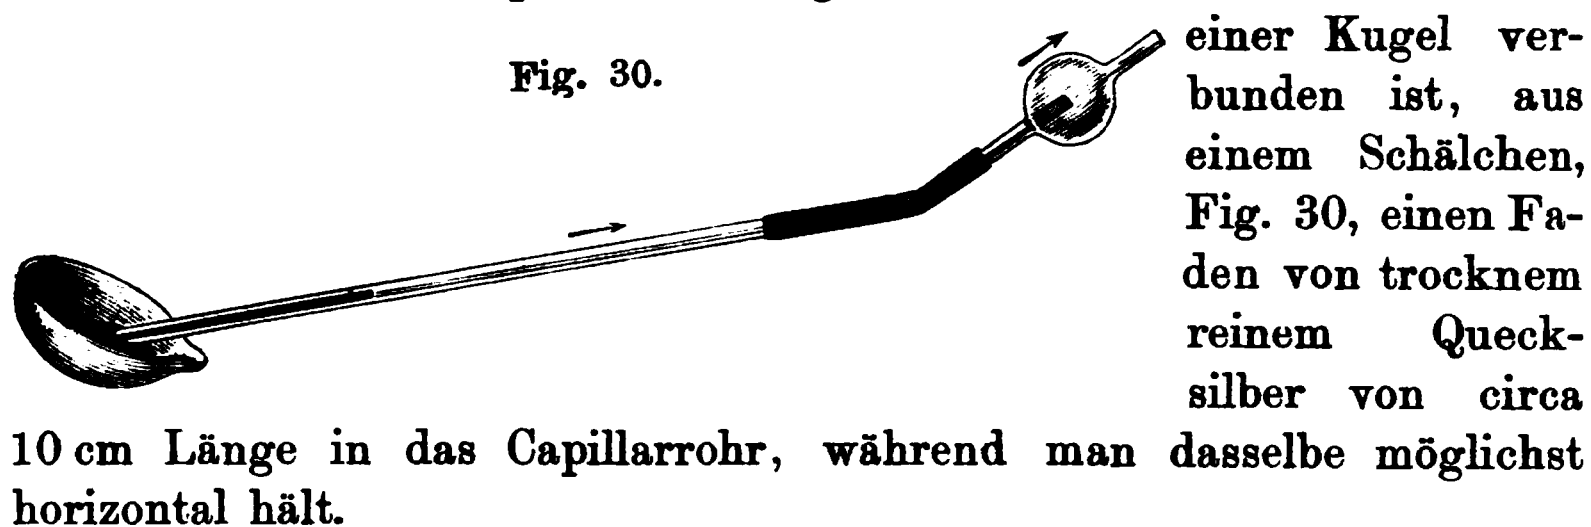 Fig. 30.
einer Kugel ver-
bunden ist, aus
einem Schälchen,
Fig. 30, einen Fa-
den von trocknem
reinem Queck-
silber von circa
10 cm Länge in das Capillarrohr, während man dasselbe möglichst
horizontal hält.